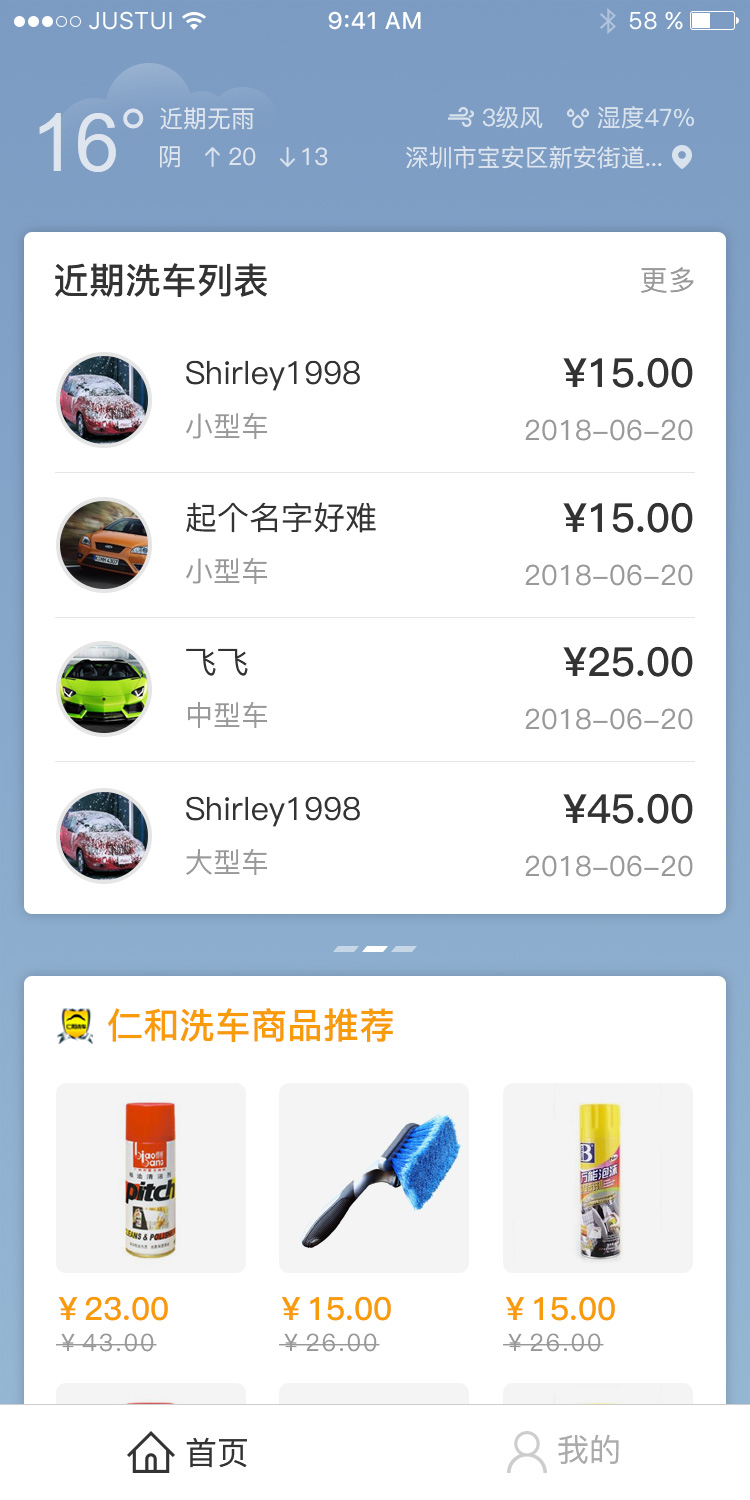 JUSTUI 9:41 AM 58 %
16° 近期无雨 3级风 湿度47%
阴 ↑ 20 ↓ 13 深圳市宝安区新安街道...
近期洗车列表 更多
Shirley1998 ¥15.00
小型车 2018-06-20
起个名字好难 ¥15.00
小型车 2018-06-20
飞飞 ¥25.00
中型车 2018-06-20
Shirley1998 ¥45.00
大型车 2018-06-20
仁和洗车商品推荐
biao
bang
pitch
¥ 23.00 ¥ 15.00 ¥ 15.00
¥ 43.00 ¥ 26.00 ¥ 26.00
首页 我的